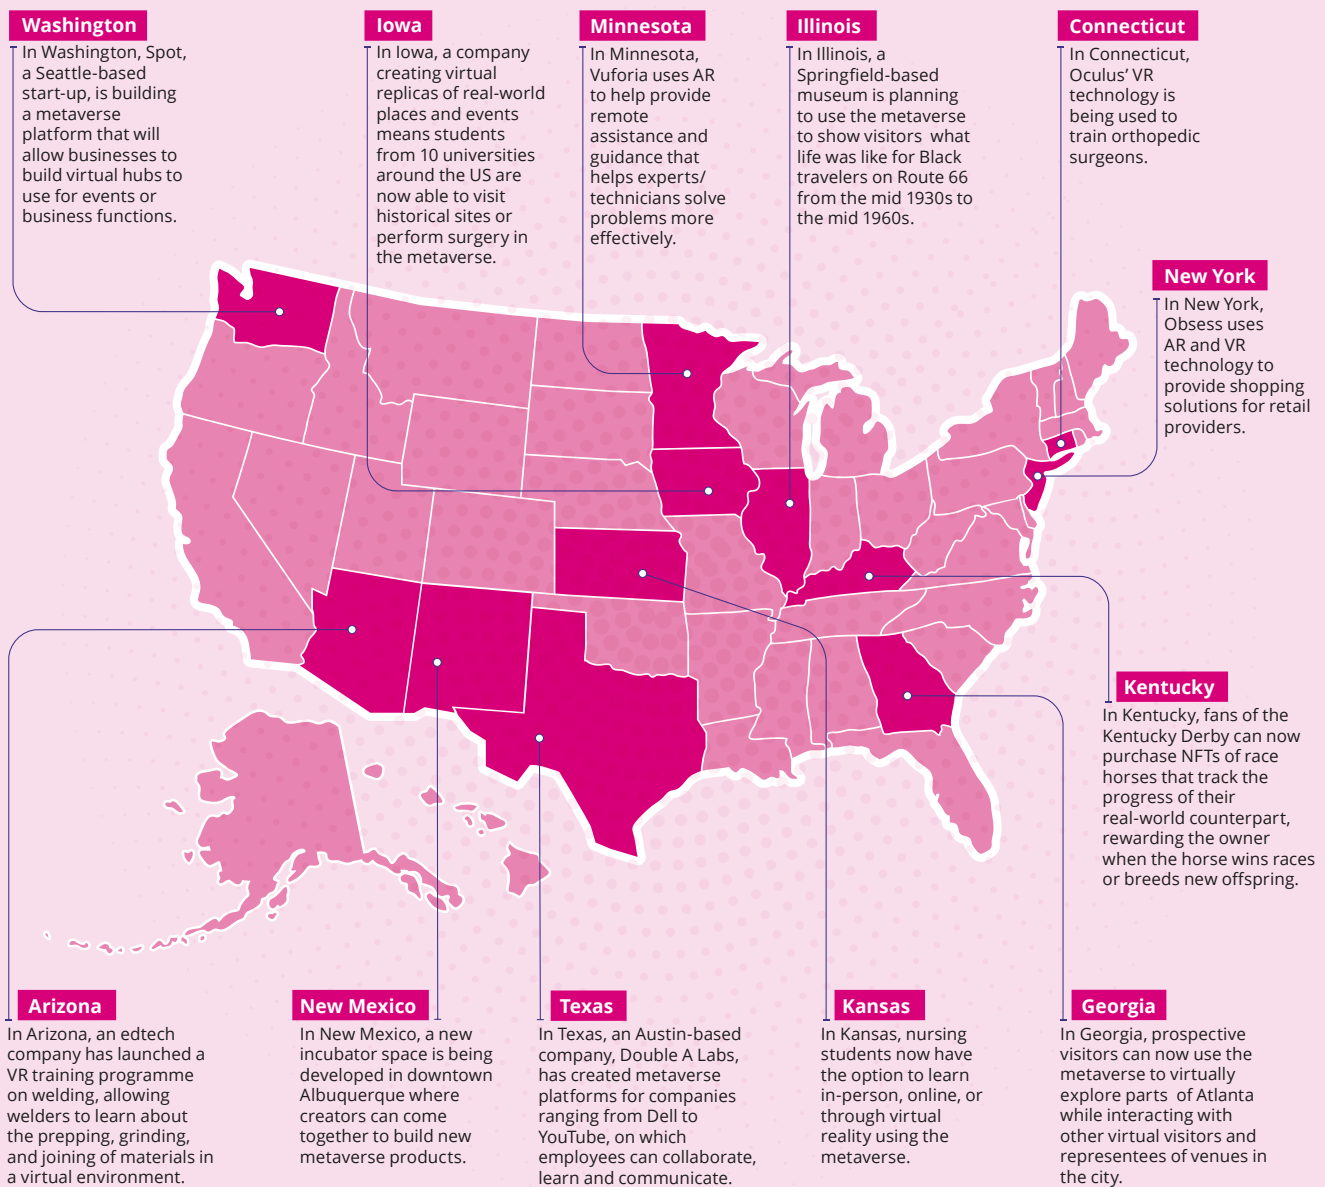 Washington
In Washington, Spot,
a Seattle-based
start-up, is building
a metaverse
platform that will
allow businesses to
build virtual hubs to
use for events or
business functions.
Iowa
In Iowa, a company
creating virtual
replicas of real-world
places and events
means students
from 10 universities
around the US are
now able to visit
historical sites or
perform surgery in
the metaverse.
Minnesota
In Minnesota,
Vuforia uses AR
to help provide
remote
assistance and
guidance that
helps experts/
technicians solve
problems more
effectively.
Illinois
In Illinois, a
Springfield-based
museum is planning
to use the metaverse
to show visitors what
life was like for Black
travelers on Route 66
from the mid 1930s to
the mid 1960s.
Connecticut
In Connecticut,
Oculus’ VR
technology is
being used to
train orthopedic
surgeons.
New York
In New York,
Obsess uses
AR and VR
technology to
provide shopping
solutions for retail
providers.
Kentucky
In Kentucky, fans of the
Kentucky Derby can now
purchase NFTs of race
horses that track the
progress of their
real-world counterpart,
rewarding the owner
when the horse wins races
or breeds new offspring.
Arizona
In Arizona, an edtech
company has launched a
VR training programme
on welding, allowing
welders to learn about
the prepping, grinding,
and joining of materials in
a virtual environment.
New Mexico
In New Mexico, a new
incubator space is being
developed in downtown
Albuquerque where
creators can come
together to build new
metaverse products.
Texas
In Texas, an Austin-based
company, Double A Labs,
has created metaverse
platforms for companies
ranging from Dell to
YouTube, on which
employees can collaborate,
learn and communicate.
Kansas
In Kansas, nursing
students now have
the option to learn
in-person, online, or
through virtual
reality using the
metaverse.
Georgia
In Georgia, prospective
visitors can now use the
metaverse to virtually
explore parts of Atlanta
while interacting with
other virtual visitors and
representees of venues in
the city.